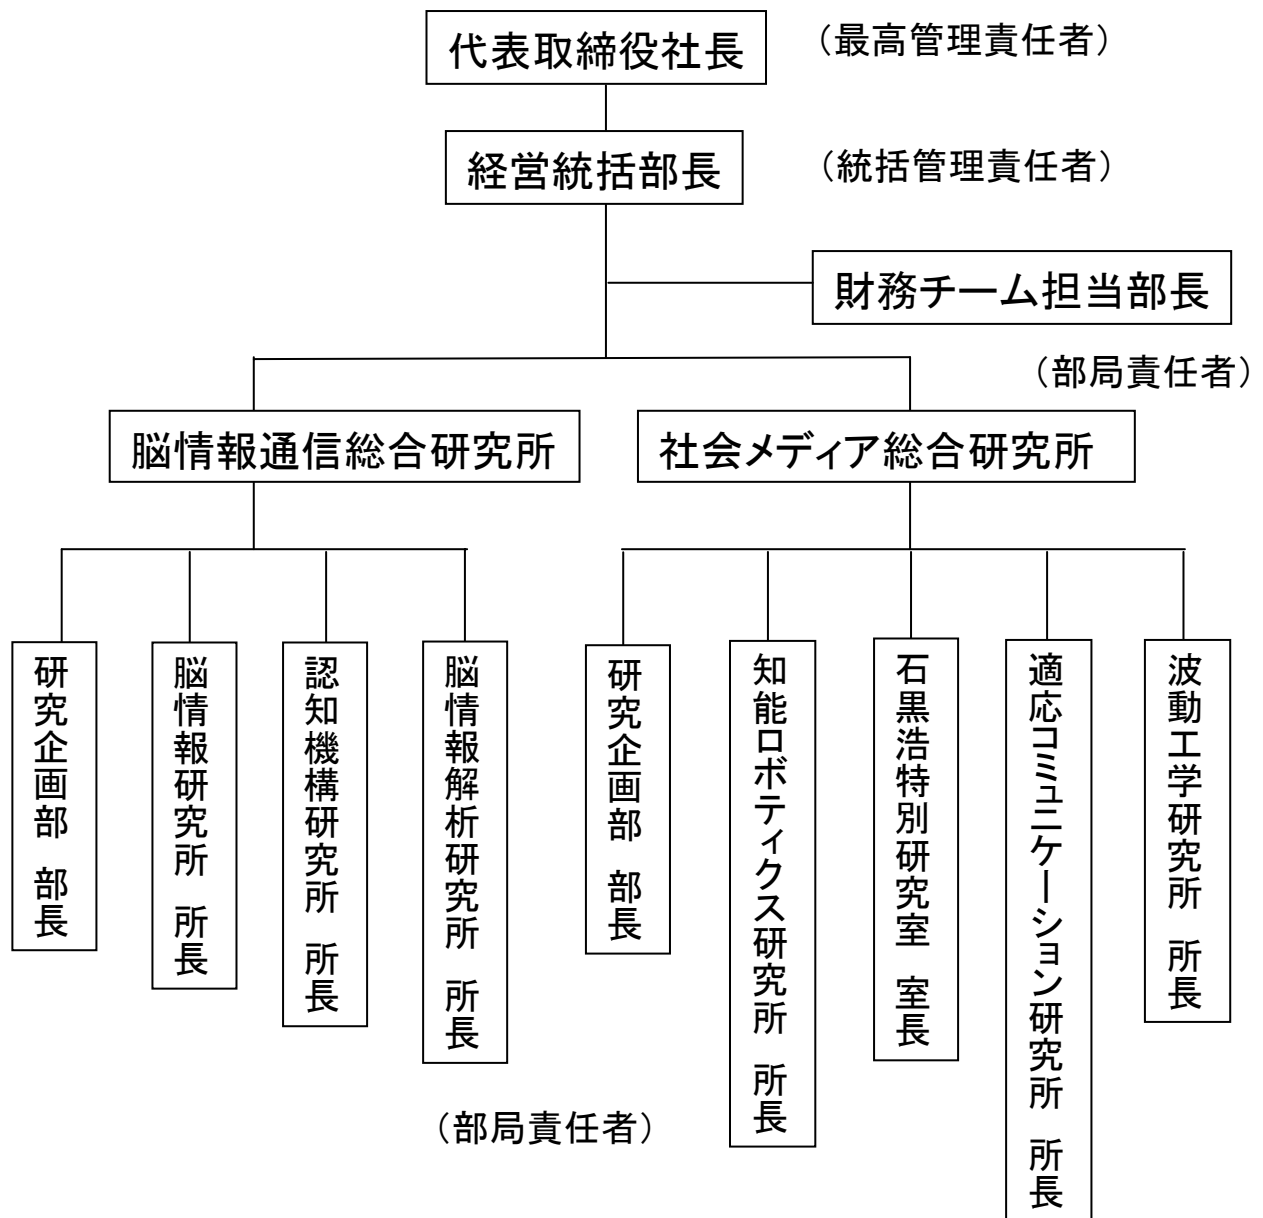 代表取締役社長
（最高管理責任者）
経営統括部長
（統括管理責任者）
財務チーム担当部長
（部局責任者）
脳情報通信総合研究所
社会メディア総合研究所
研究企画部 部長
脳情報研究所 所長
認知機構研究所 所長
脳情報解析研究所 所長
研究企画部 部長
知能ロボティクス研究所 所長
石黒浩特別研究室 室長
適応コミュニケーション研究所 所長
波動工学研究所 所長
（部局責任者）